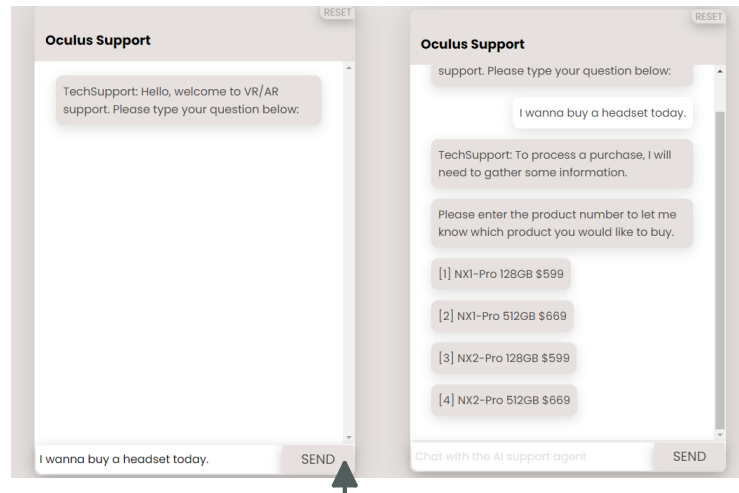 RESET
Oculus Support
TechSupport: Hello, welcome to VR/AR
support. Please type your question below:
I wanna buy a headset today.
SEND
RESET
Oculus Support
support. Please type your question below:
I wanna buy a headset today.
TechSupport: To process a purchase, I will
need to gather some information.
Please enter the product number to let me
know which product you would like to buy.
[1] NX1-Pro 128GB $599
[2] NX1-Pro 512GB $669
[3] NX2-Pro 128GB $599
[4] NX2-Pro 512GB $669
Chat with the AI support agent
SEND